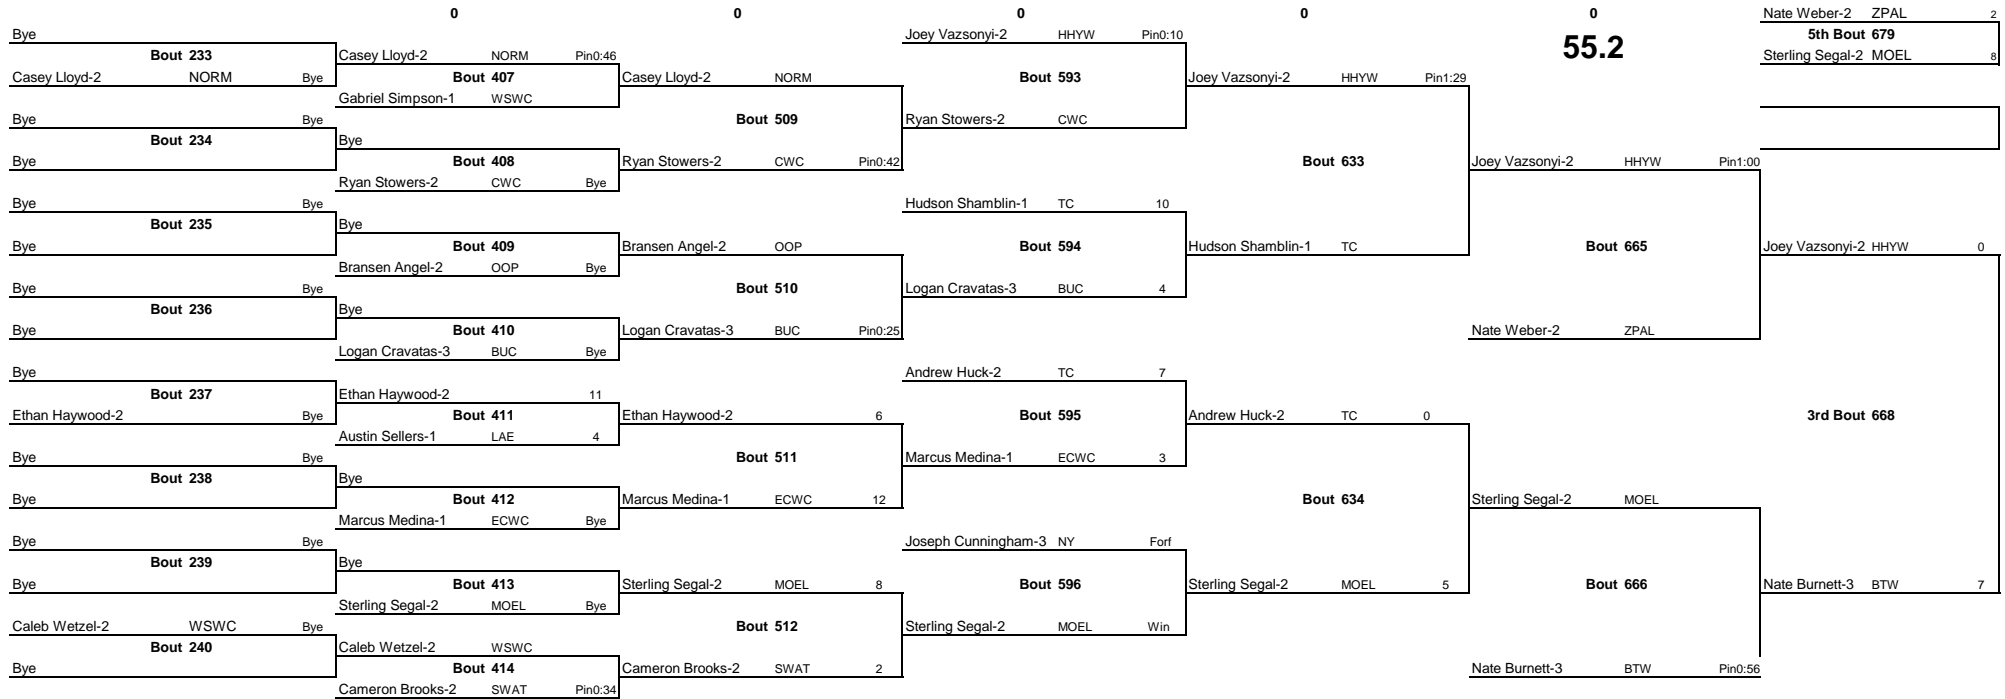 0 0 0 0 0 Nate Weber-2 ZPAL 2
Bye Joey Vazsonyi-2 HHYW Pin0:10 55.2 5th Bout 679
Bout 233 Casey Lloyd-2 NORM Pin0:46 Sterling Segal-2 MOEL 8
Casey Lloyd-2 NORM Bye Bout 407 Casey Lloyd-2 NORM Bout 593 Joey Vazsonyi-2 HHYW Pin1:29
Gabriel Simpson-1 WSWC
Bye Bye Bout 509 Ryan Stowers-2 CWC
Bout 234 Bye
Bye Bout 408 Ryan Stowers-2 CWC Pin0:42 Bout 633 Joey Vazsonyi-2 HHYW Pin1:00
Ryan Stowers-2 CWC Bye
Bye Bye Hudson Shamblin-1 TC 10
Bout 235 Bye
Bye Bout 409 Bransen Angel-2 OOP Bout 594 Hudson Shamblin-1 TC Bout 665 Joey Vazsonyi-2 HHYW 0
Bransen Angel-2 OOP Bye
Bye Bye Bout 510 Logan Cravatas-3 BUC 4
Bout 236 Bye
Bye Bout 410 Logan Cravatas-3 BUC Pin0:25 Nate Weber-2 ZPAL
Logan Cravatas-3 BUC Bye
Bye Andrew Huck-2 TC 7
Bout 237 Ethan Haywood-2 11
Ethan Haywood-2 Bye Bout 411 Ethan Haywood-2 6 Bout 595 Andrew Huck-2 TC 0 3rd Bout 668
Austin Sellers-1 LAE 4
Bye Bye Bout 511 Marcus Medina-1 ECWC 3
Bout 238 Bye
Bye Bout 412 Marcus Medina-1 ECWC 12 Bout 634 Sterling Segal-2 MOEL
Marcus Medina-1 ECWC Bye
Bye Bye Joseph Cunningham-3 NY Forf
Bout 239 Bye
Bye Bout 413 Sterling Segal-2 MOEL 8 Bout 596 Sterling Segal-2 MOEL 5 Bout 666 Nate Burnett-3 BTW 7
Sterling Segal-2 MOEL Bye
Caleb Wetzel-2 WSWC Bye Bout 512 Sterling Segal-2 MOEL Win
Bout 240 Caleb Wetzel-2 WSWC
Bye Bout 414 Cameron Brooks-2 SWAT 2 Nate Burnett-3 BTW Pin0:56
Cameron Brooks-2 SWAT Pin0:34